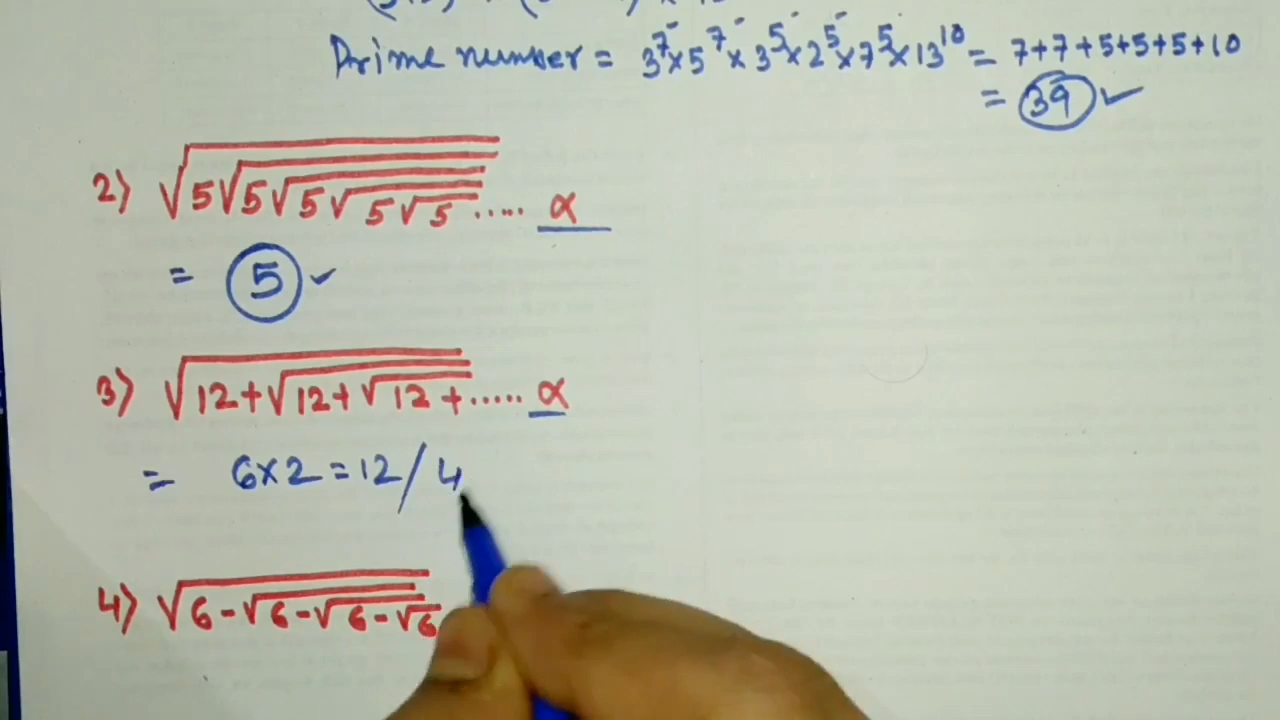 Prime number = 3⁷ × 5⁷ × 3⁵ × 2⁵ × 7⁵ × 13¹⁰ = 7+7+5+5+5+10
= 39 ✓
2) √5√5√5√5√5 ..... α
= 5 ✓
3) √12+√12+√12+ ..... α
= 6×2 = 12 / 4
4) √6-√6-√6-√6